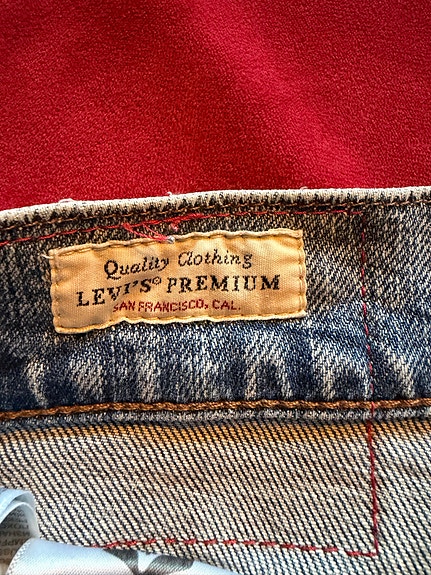 Quality Clothing
LEVI'S® PREMIUM
SAN FRANCISCO, CAL.